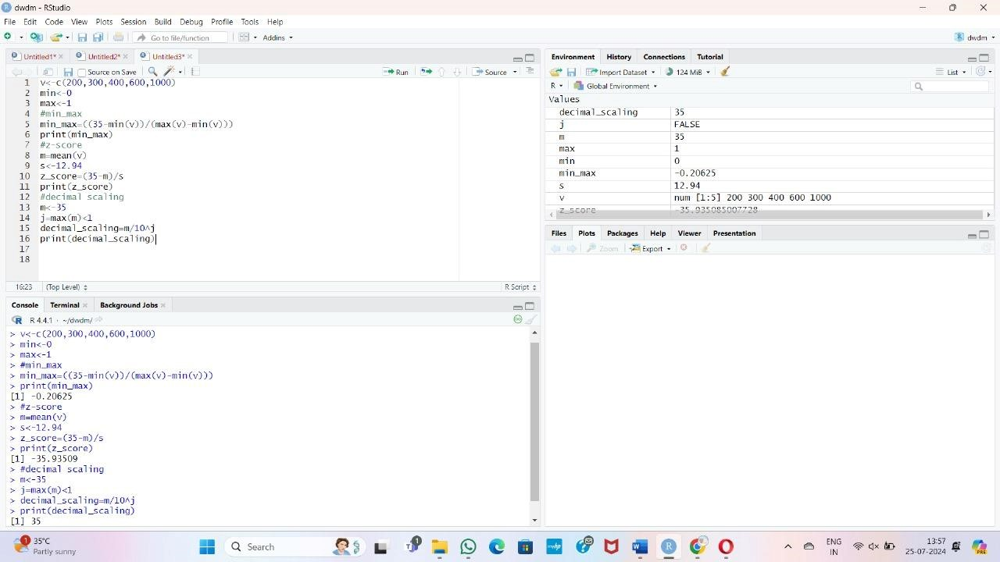 dwdm - RStudio
File Edit Code View Plots Session Build Debug Profile Tools Help
Go to file/function Addins dwdm
Untitled1* Untitled2* Untitled3*
Source on Save Run Source
1 v<-c(200,300,400,600,1000)
2 min<-0
3 max<-1
4 #min_max
5 min_max=((35-min(v))/(max(v)-min(v)))
6 print(min_max)
7 #z-score
8 m=mean(v)
9 s<-12.94
10 z_score=(35-m)/s
11 print(z_score)
12 #decimal scaling
13 m<-35
14 j=max(m)<1
15 decimal_scaling=m/10^j
16 print(decimal_scaling)
17
18
16:23 (Top Level) R Script
Console Terminal Background Jobs
R 4.4.1 · ~/dwdm/
> v<-c(200,300,400,600,1000)
> min<-0
> max<-1
> #min_max
> min_max=((35-min(v))/(max(v)-min(v)))
> print(min_max)
[1] -0.20625
> #z-score
> m=mean(v)
> s<-12.94
> z_score=(35-m)/s
> print(z_score)
[1] -35.93509
> #decimal scaling
> m<-35
> j=max(m)<1
> decimal_scaling=m/10^j
> print(decimal_scaling)
[1] 35
Environment History Connections Tutorial
Import Dataset 124 MiB List
R Global Environment
Values
decimal_scaling 35
j FALSE
m 35
max 1
min 0
min_max -0.20625
s 12.94
v num [1:5] 200 300 400 600 1000
z_score -35.935085007728
Files Plots Packages Help Viewer Presentation
Zoom Export
1 35°C
Partly sunny
Search
1
ENG
IN
13:57
25-07-2024